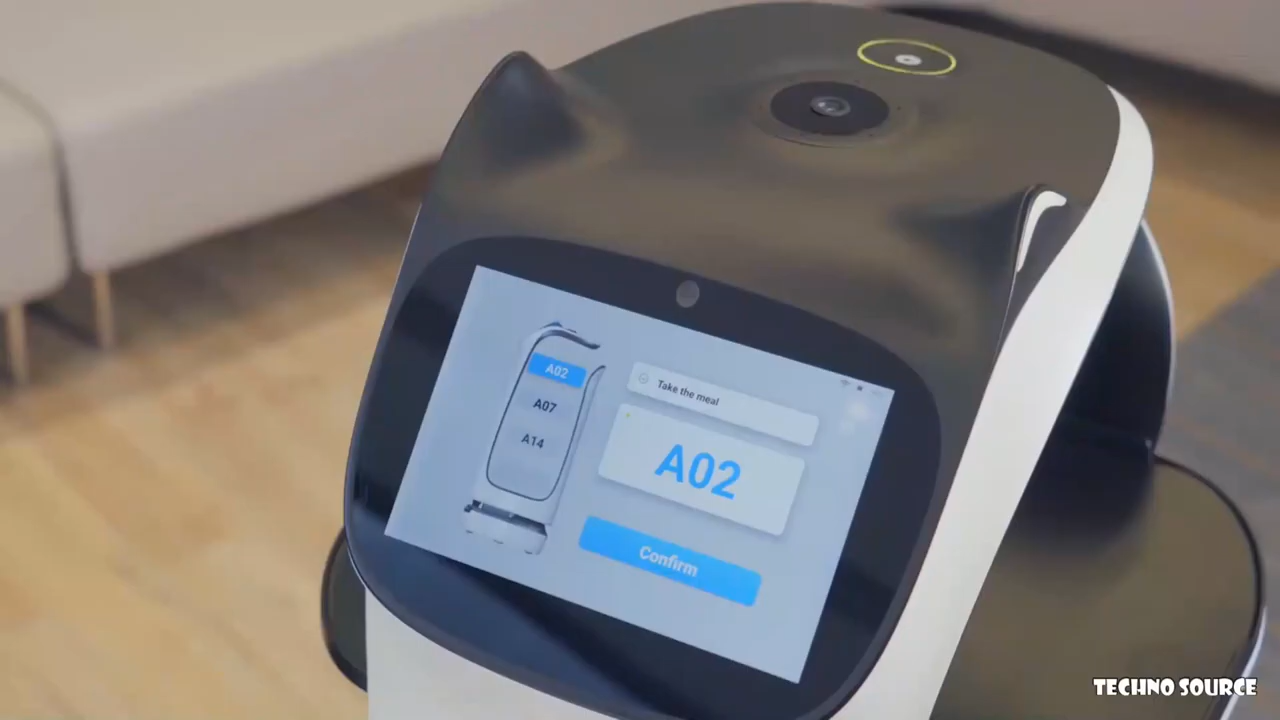 A02
A07
A14
Take the meal
A02
Confirm
TECHNO SOURCE